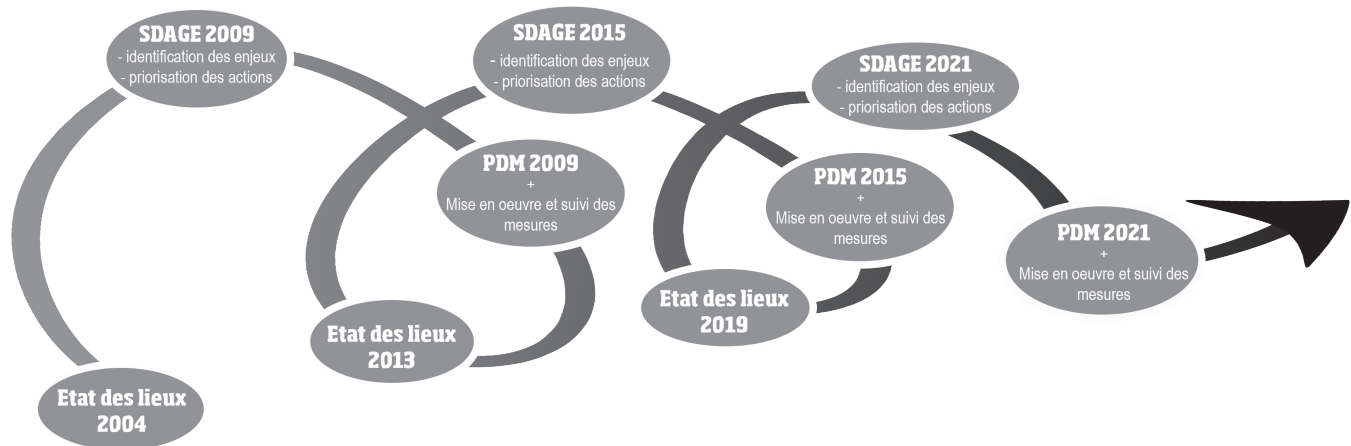 SDAGE 2009
- identification des enjeux
- priorisation des actions
SDAGE 2015
- identification des enjeux
- priorisation des actions
SDAGE 2021
- identification des enjeux
- priorisation des actions
PDM 2009
+
Mise en oeuvre et suivi des
mesures
PDM 2015
+
Mise en oeuvre et suivi des
mesures
PDM 2021
+
Mise en oeuvre et suivi des
mesures
Etat des lieux
2004
Etat des lieux
2013
Etat des lieux
2019